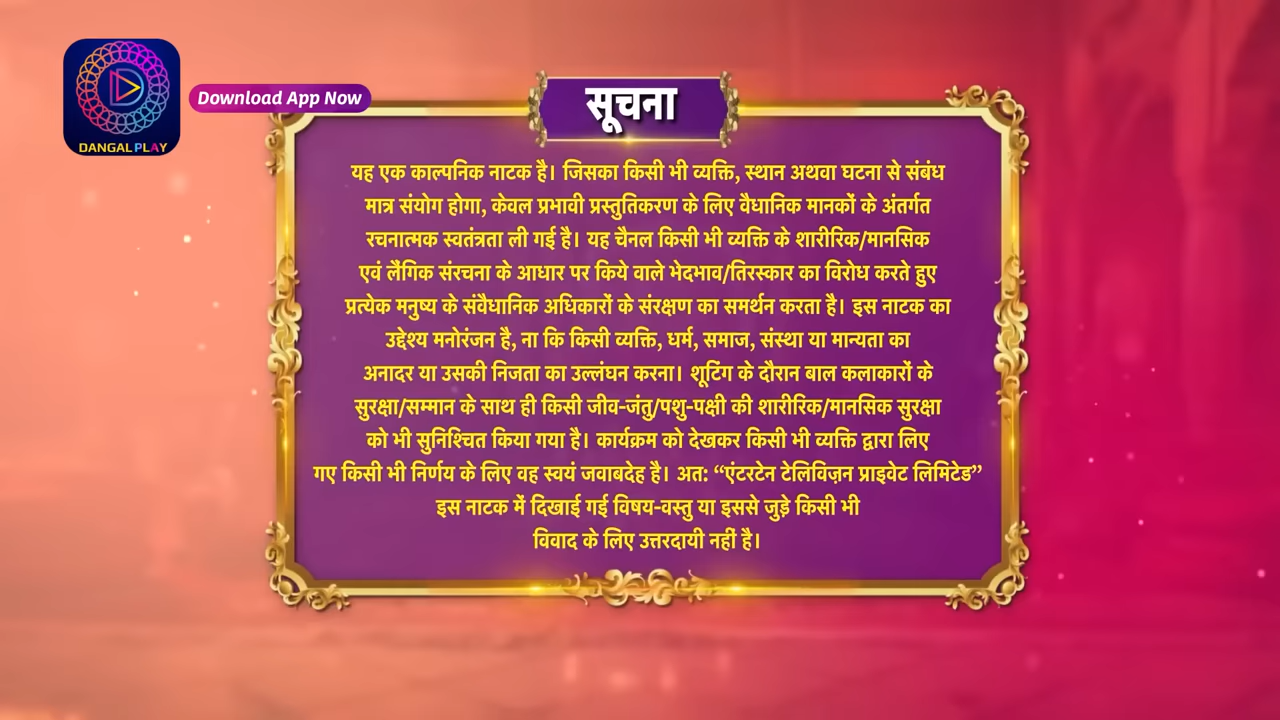 DANGAL PLAY
Download App Now
सूचना
यह एक काल्पनिक नाटक है। जिसका किसी भी व्यक्ति, स्थान अथवा घटना से संबंध
मात्र संयोग होगा, केवल प्रभावी प्रस्तुतिकरण के लिए वैधानिक मानकों के अंतर्गत
रचनात्मक स्वतंत्रता ली गई है। यह चैनल किसी भी व्यक्ति के शारीरिक/मानसिक
एवं लैंगिक संरचना के आधार पर किये वाले भेदभाव/तिरस्कार का विरोध करते हुए
प्रत्येक मनुष्य के संवैधानिक अधिकारों के संरक्षण का समर्थन करता है। इस नाटक का
उद्देश्य मनोरंजन है, ना कि किसी व्यक्ति, धर्म, समाज, संस्था या मान्यता का
अनादर या उसकी निजता का उल्लंघन करना। शूटिंग के दौरान बाल कलाकारों के
सुरक्षा/सम्मान के साथ ही किसी जीव-जंतु/पशु-पक्षी की शारीरिक/मानसिक सुरक्षा
को भी सुनिश्चित किया गया है। कार्यक्रम को देखकर किसी भी व्यक्ति द्वारा लिए
गए किसी भी निर्णय के लिए वह स्वयं जवाबदेह है। अत: “एंटरटेन टेलिविज़न प्राइवेट लिमिटेड”
इस नाटक में दिखाई गई विषय-वस्तु या इससे जुड़े किसी भी
विवाद के लिए उत्तरदायी नहीं है।